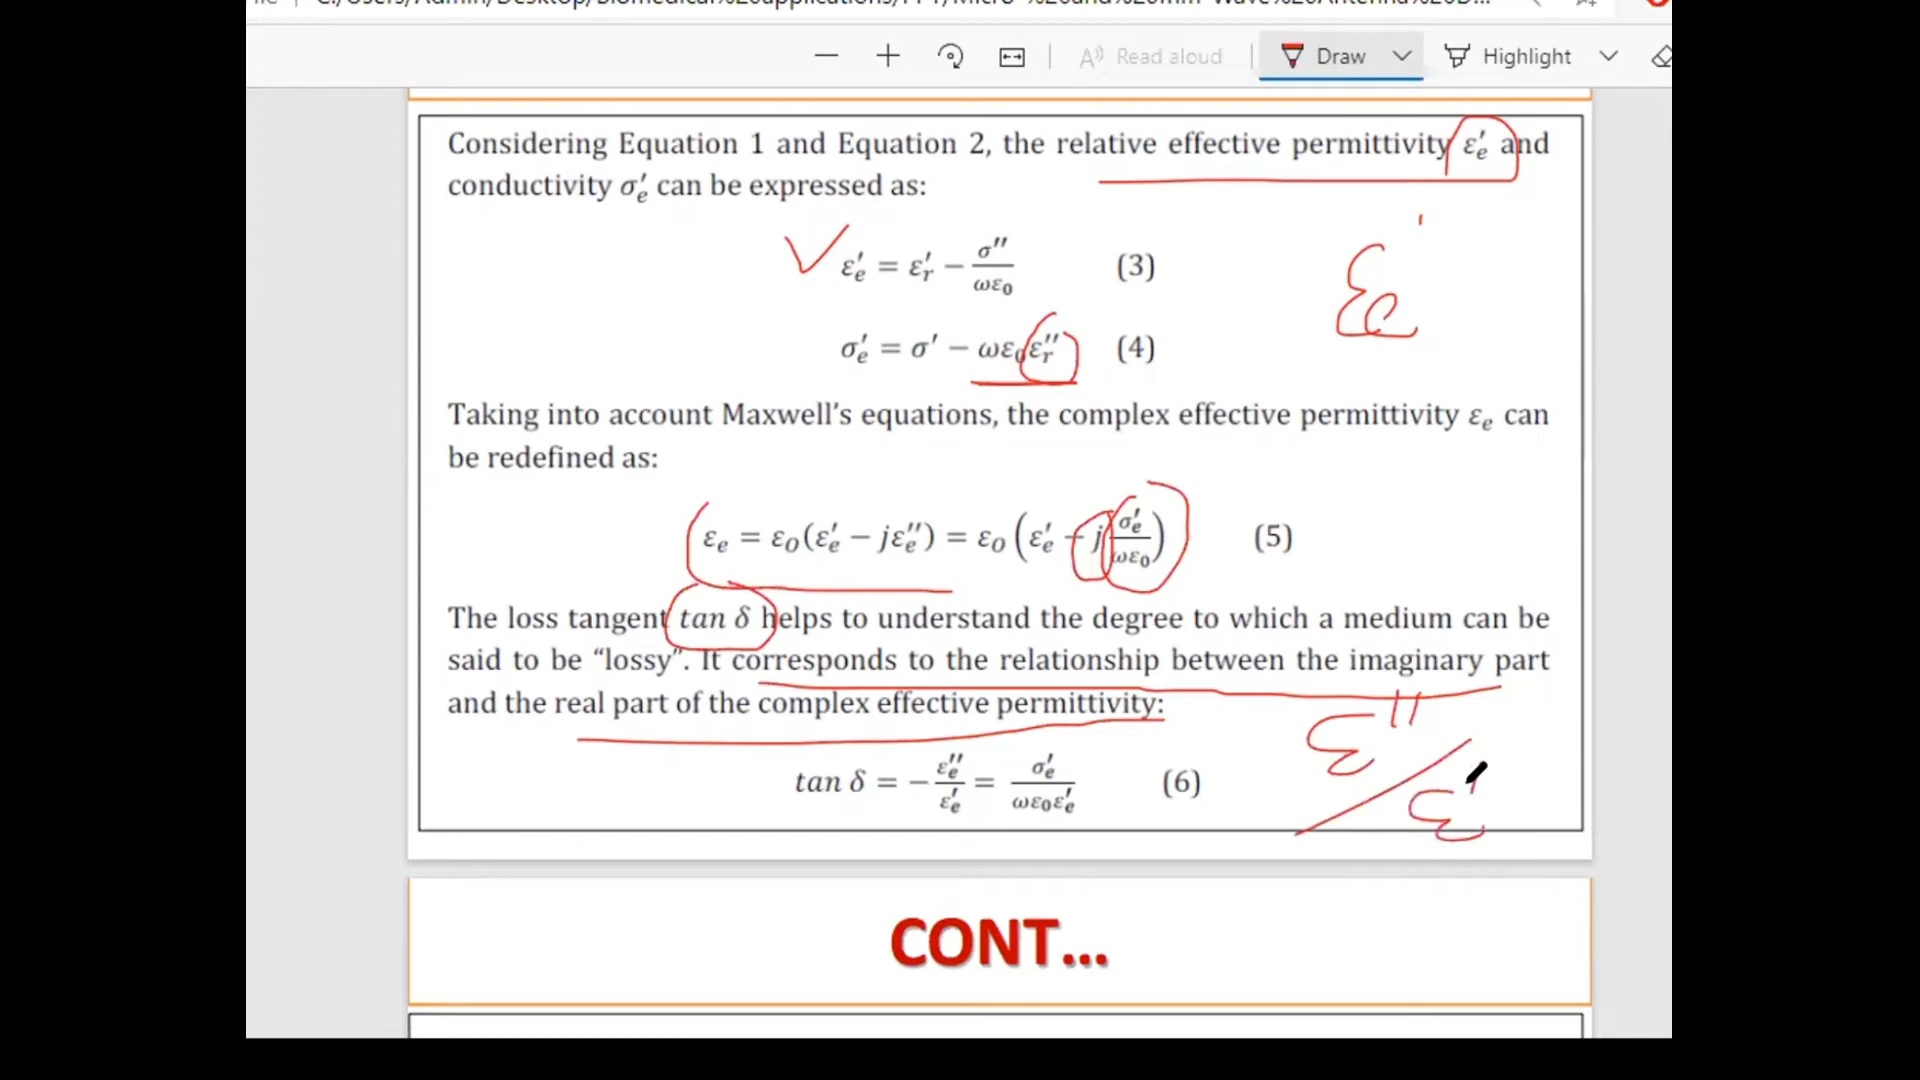 Read aloud
Draw
Highlight
Considering Equation 1 and Equation 2, the relative effective permittivity ε′ₑ and
conductivity σ′ₑ can be expressed as:
ε′ₑ = ε′ᵣ − σ′′/ωε₀ (3)
σ′ₑ = σ′ − ωε₀ε′′ᵣ (4)
εₑ′
Taking into account Maxwell’s equations, the complex effective permittivity εₑ can
be redefined as:
εₑ = ε₀(ε′ₑ − jε′′ₑ) = ε₀(ε′ₑ − j σ′ₑ/ωε₀) (5)
The loss tangent tan δ helps to understand the degree to which a medium can be
said to be “lossy”. It corresponds to the relationship between the imaginary part
and the real part of the complex effective permittivity:
tan δ = − ε′′ₑ/ε′ₑ = σ′ₑ/ωε₀ε′ₑ (6)
ε′′/ε′
CONT...